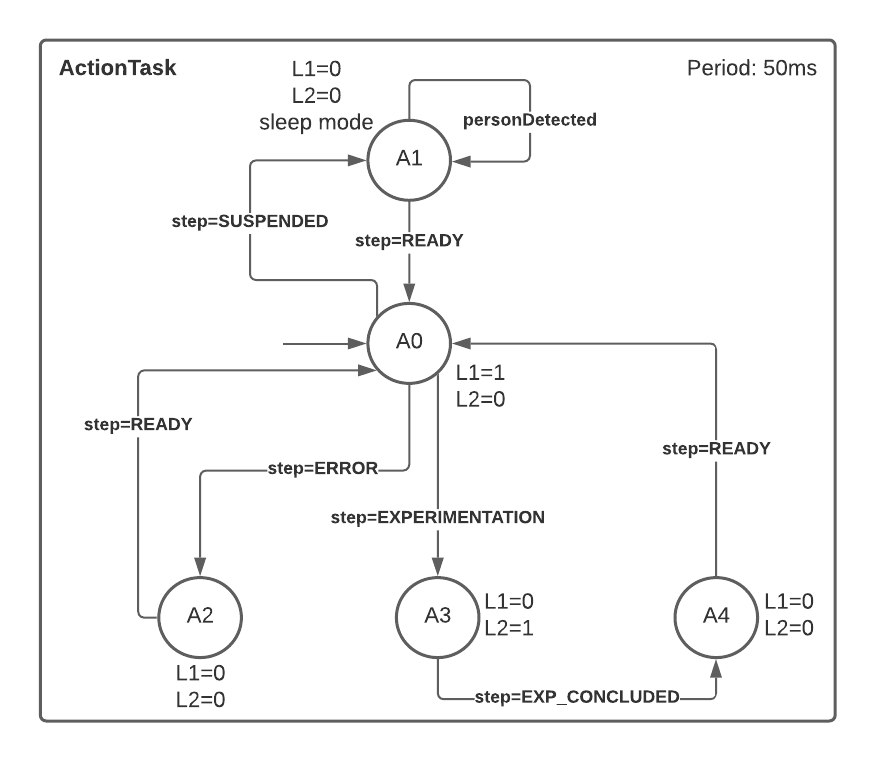 ActionTask
Period: 50ms
L1=0
L2=0
sleep mode
personDetected
A1
step=SUSPENDED
step=READY
A0
L1=1
L2=0
step=READY
step=READY
step=ERROR
step=EXPERIMENTATION
A2
L1=0
L2=0
A3
L1=0
L2=1
A4
L1=0
L2=0
step=EXP_CONCLUDED